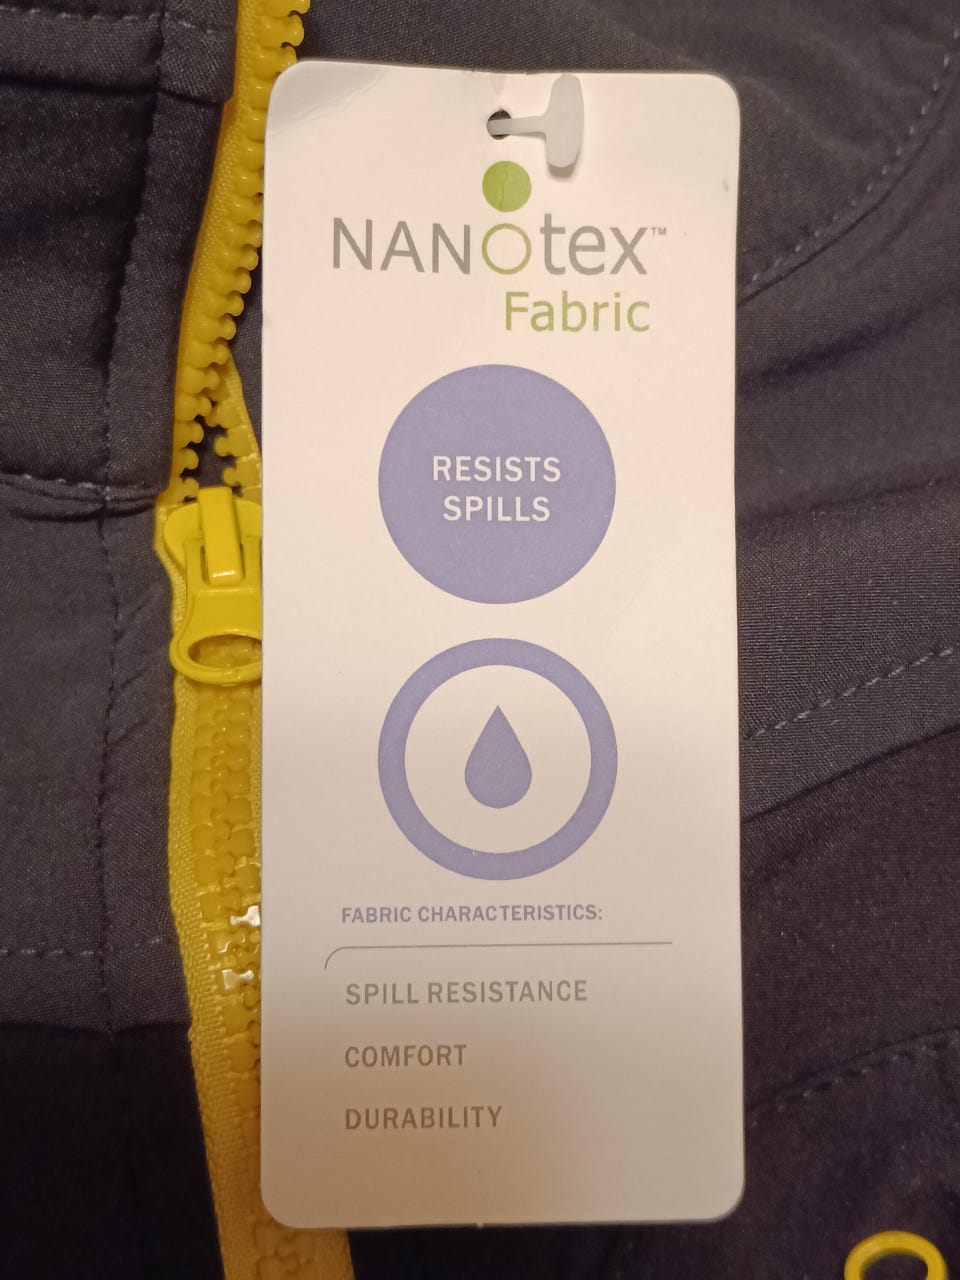 NANOtex™
Fabric
RESISTS
SPILLS
FABRIC CHARACTERISTICS:
SPILL RESISTANCE
COMFORT
DURABILITY